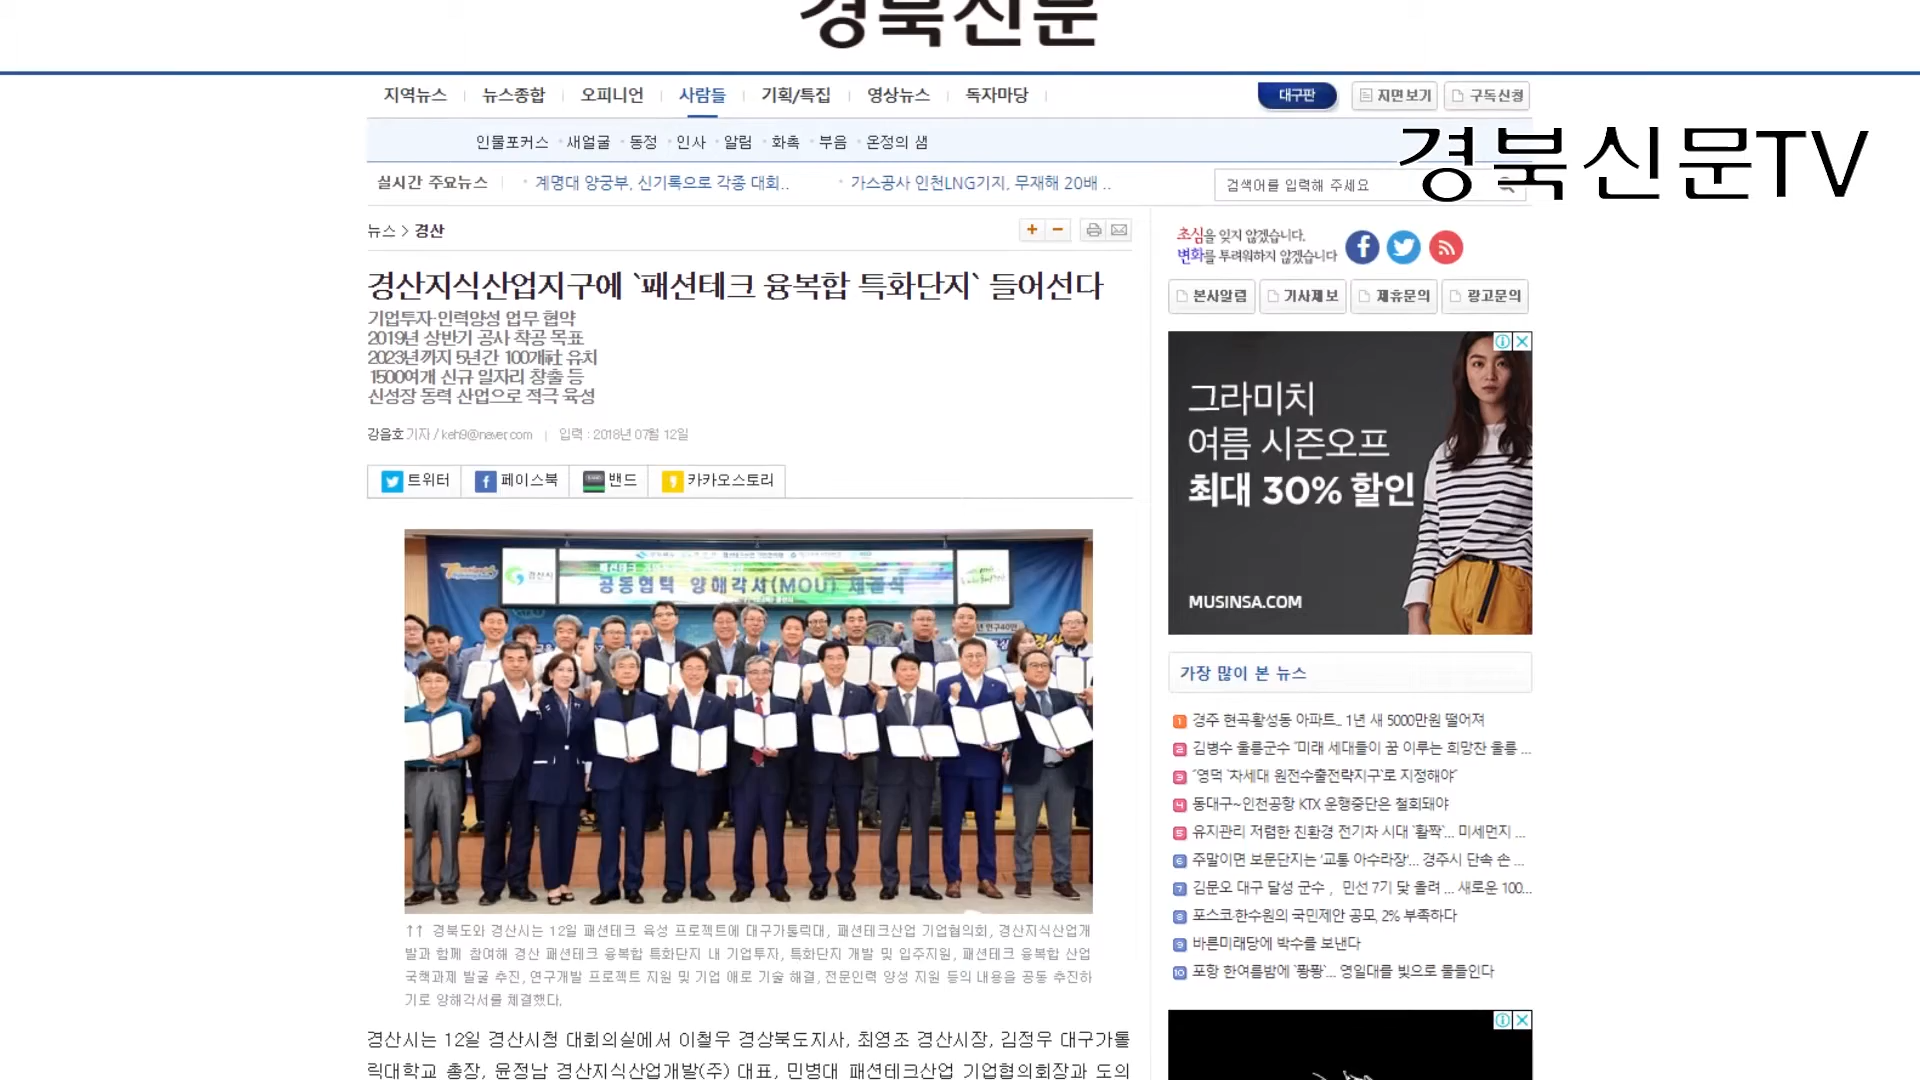 경북신문
지역뉴스 뉴스종합 오피니언 사람들 기획/특집 영상뉴스 독자마당 대구판 지면보기 구독신청
인물포커스 새얼굴 동정 인사 알림 화촉 부음 온정의 샘
경북신문TV
실시간 주요뉴스 계명대 양궁부, 신기록으로 각종 대회.. 가스공사 인천LNG기지, 무재해 20배 .. 검색어를 입력해 주세요
뉴스 > 경산
초심을 잊지 않겠습니다.
변화를 두려워하지 않겠습니다
경산지식산업지구에 `패션테크 융복합 특화단지` 들어선다
본사알림 기사제보 제휴문의 광고문의
기업투자·인력양성 업무 협약
2019년 상반기 공사 착공 목표
2023년까지 5년간 100개社 유치
1500여개 신규 일자리 창출 등
신성장 동력 산업으로 적극 육성
강을호 기자 / keh9@naver.com | 입력 : 2018년 07월 12일
트위터 페이스북 밴드 카카오스토리
그라미치
여름 시즌오프
최대 30% 할인
MUSINSA.COM
경산시
공동협력 양해각서(MOU) 체결식
↑↑ 경북도와 경산시는 12일 패션테크 육성 프로젝트에 대구가톨릭대, 패션테크산업 기업협의회, 경산지식산업개
발과 함께 참여해 경산 패션테크 융복합 특화단지 내 기업투자, 특화단지 개발 및 입주지원, 패션테크 융복합 산업
국책과제 발굴 추진, 연구개발 프로젝트 지원 및 기업 애로 기술 해결, 전문인력 양성 지원 등의 내용을 공동 추진하
기로 양해각서를 체결했다.
경산시는 12일 경산시청 대회의실에서 이철우 경상북도지사, 최영조 경산시장, 김정우 대구가톨
릭대학교 총장, 윤정남 경산지식산업개발(주) 대표, 민병대 패션테크산업 기업협의회장과 도의
가장 많이 본 뉴스
1 경주 현곡·황성동 아파트... 1년 새 5000만원 떨어져
2 김병수 울릉군수 "미래 세대들이 꿈 이루는 희망찬 울릉 ...
3 "영덕 `차세대 원전수출전략지구`로 지정해야"
4 동대구~인천공항 KTX 운행중단은 철회돼야
5 유지관리 저렴한 친환경 전기차 시대 `활짝`... 미세먼지 ...
6 주말이면 보문단지는 '교통 아수라장'... 경주시 단속 손 ...
7 김문오 대구 달성 군수 , 민선 7기 닻 올려 ... 새로운 100...
8 포스코·한수원의 국민제안 공모, 2% 부족하다
9 바른미래당에 박수를 보낸다
10 포항 한여름밤에 `퐝퐝`... 영일대를 빛으로 물들인다